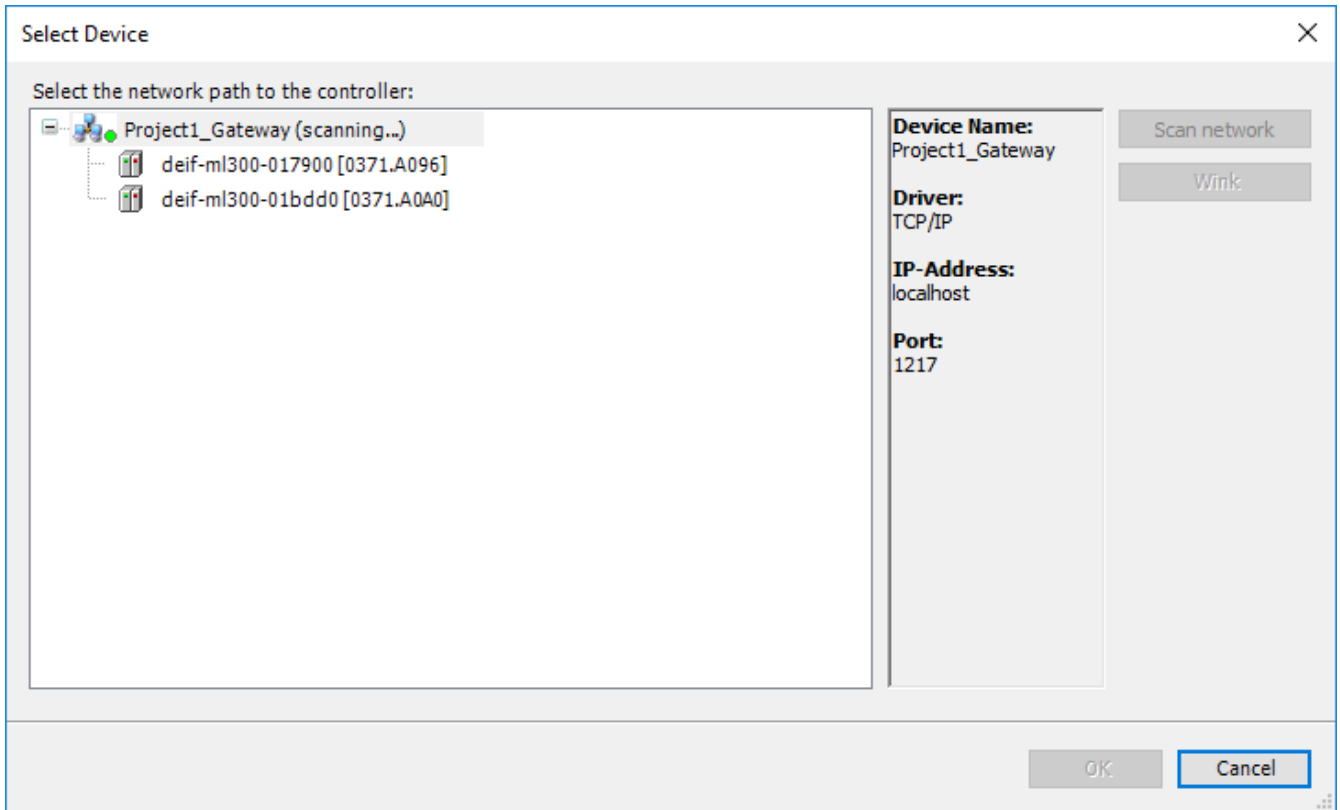 Select Device
Select the network path to the controller:
Project1_Gateway (scanning...)
deif-ml300-017900 [0371.A096]
deif-ml300-01bdd0 [0371.A0A0]
Device Name:
Project1_Gateway
Driver:
TCP/IP
IP-Address:
localhost
Port:
1217
Scan network
Wink
OK
Cancel